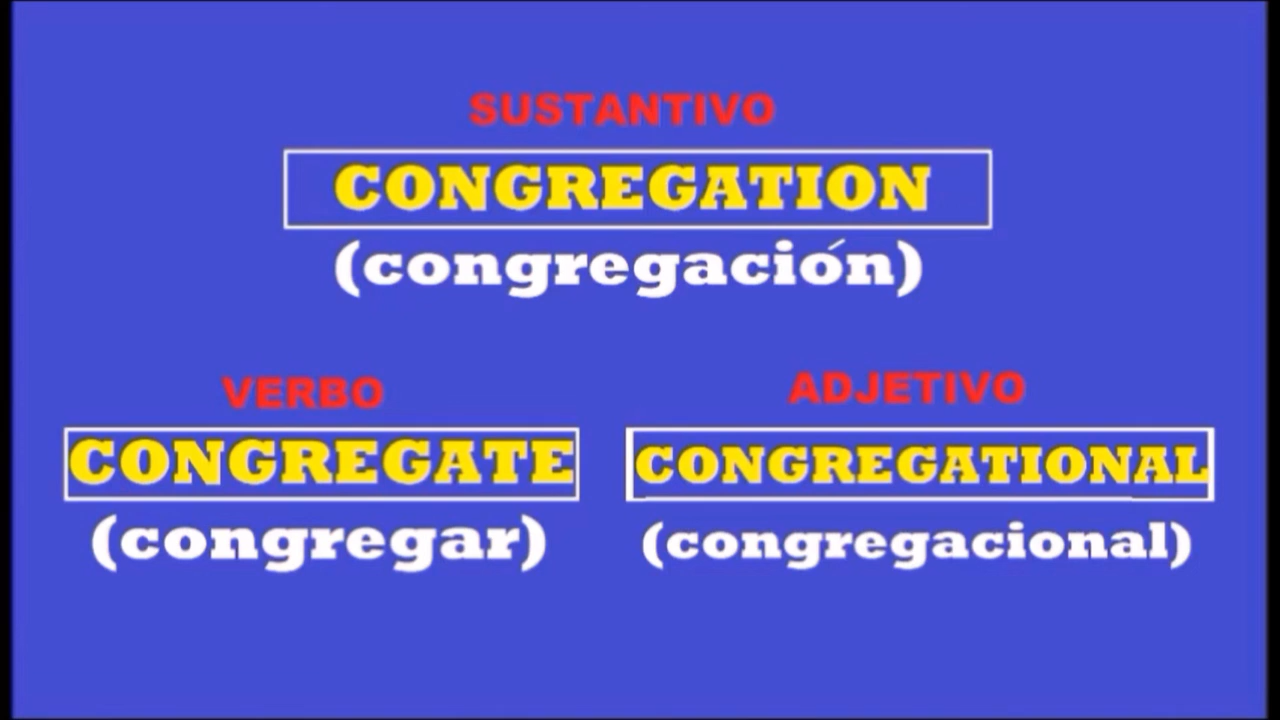 SUSTANTIVO
CONGREGATION
(congregación)
VERBO
CONGREGATE
(congregar)
ADJETIVO
CONGREGATIONAL
(congregacional)